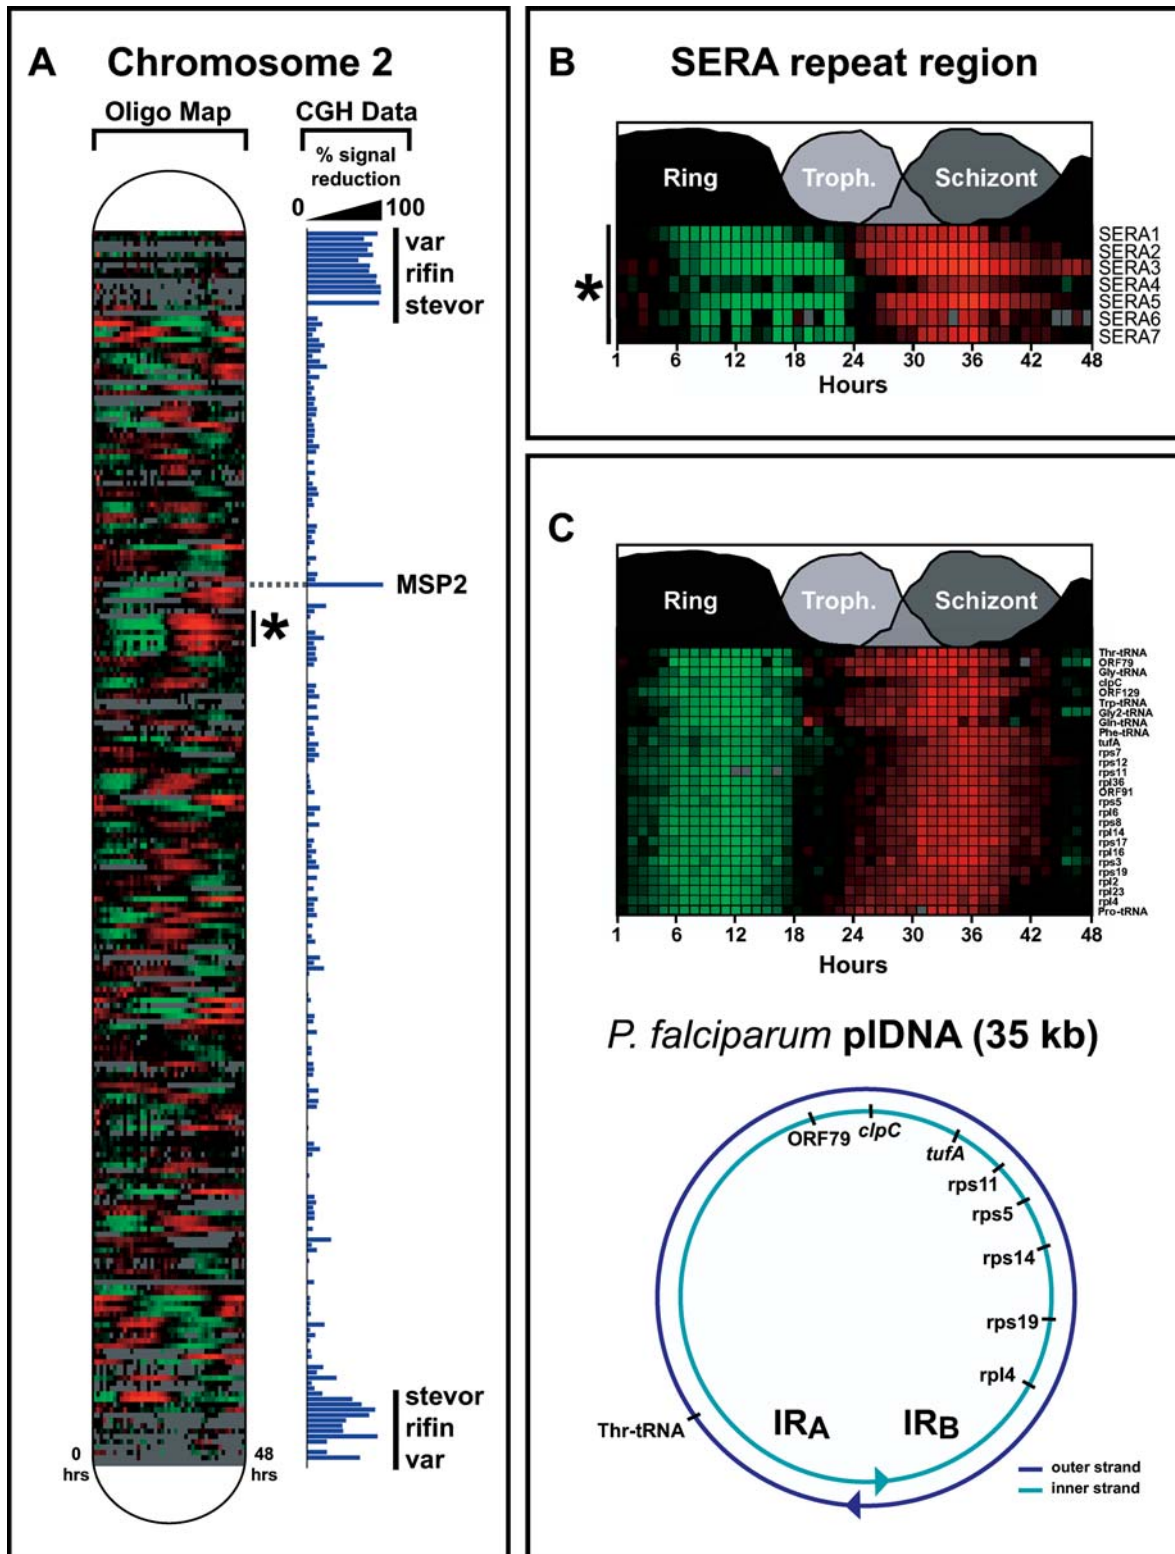 A
Chromosome 2
Oligo Map
CGH Data
% signal
reduction
0
100
var
rifin
stevor
MSP2
*
stevor
rifin
var
0
hrs
48
hrs
B
SERA repeat region
Ring
Troph.
Schizont
SERA1
SERA2
SERA3
SERA4
SERA5
SERA6
SERA7
*
1 6 12 18 24 30 36 42 48
Hours
C
Ring
Troph.
Schizont
Thr-tRNA
ORF79
Gly-tRNA
clpC
ORF129
Trp-tRNA
Gly2-tRNA
Gln-tRNA
Phe-tRNA
tufA
rps7
rps12
rps11
rpl36
ORF91
rps5
rpl6
rps8
rpl14
rps17
rpl16
rps3
rps19
rpl2
rpl23
rpl4
Pro-tRNA
1 6 12 18 24 30 36 42 48
Hours
P. falciparum plDNA (35 kb)
ORF79
clpC
tufA
rps11
rps5
rps14
rps19
rpl4
Thr-tRNA
IRA
IRB
outer strand
inner strand